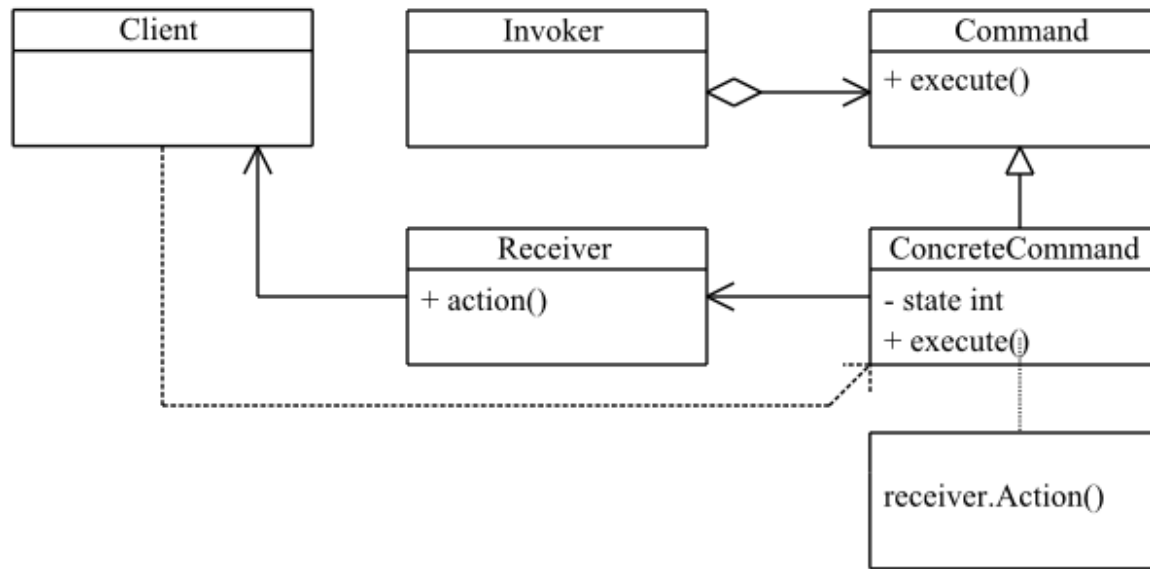 Client
Invoker
Command
+ execute()
Receiver
+ action()
ConcreteCommand
- state int
+ execute()
receiver.Action()